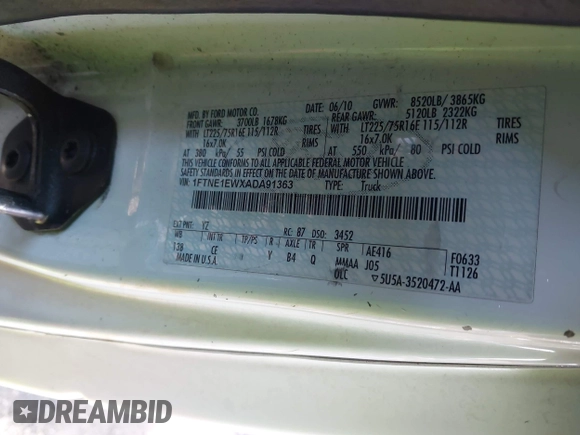 MFD. BY FORD MOTOR CO.
DATE: 06/10 GVWR: 8520LB/ 3865KG
FRONT GAWR: 3700LB 1678KG REAR GAWR: 5120LB 2322KG
WITH LT225/75R16E 115/112R TIRES WITH LT225/75R16E 115/112R TIRES
16x7.0K RIMS 16x7.0K RIMS
AT 380 kPa/ 55 PSI COLD AT 550 kPa/ 80 PSI COLD
THIS VEHICLE CONFORMS TO ALL APPLICABLE FEDERAL MOTOR VEHICLE
SAFETY STANDARDS IN EFFECT ON THE DATE OF MANUFACTURE SHOWN ABOVE.
VIN: 1FTNE1EWXADA91363 TYPE: Truck
EXT PNT: YZ RC: B7 DSO: 3452
WB INT TR TP/PS R AXLE TR SPR AE416 F0633
138 CE Y B4 Q MMAA J05 T1126
MADE IN U.S.A. DLC ▽5U5A-3520472-AA
DREAMBID